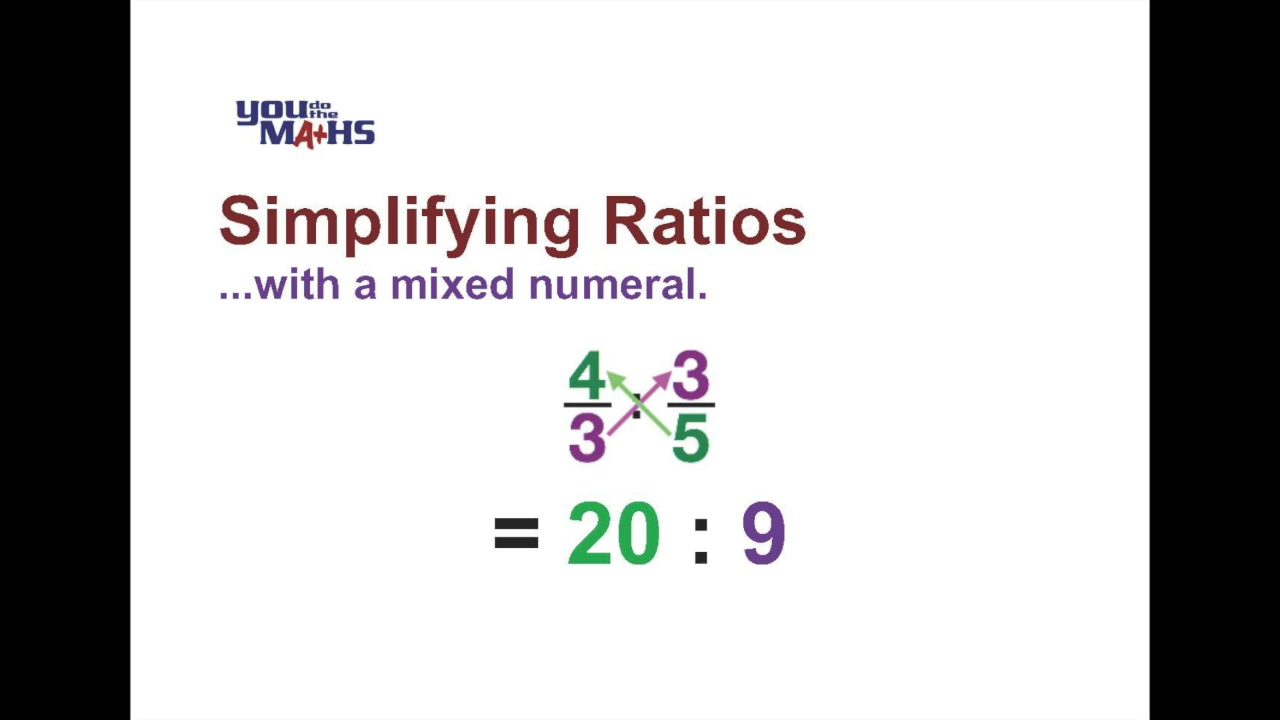 you do the MA+HS
Simplifying Ratios
...with a mixed numeral.
4/3 : 3/5
= 20 : 9